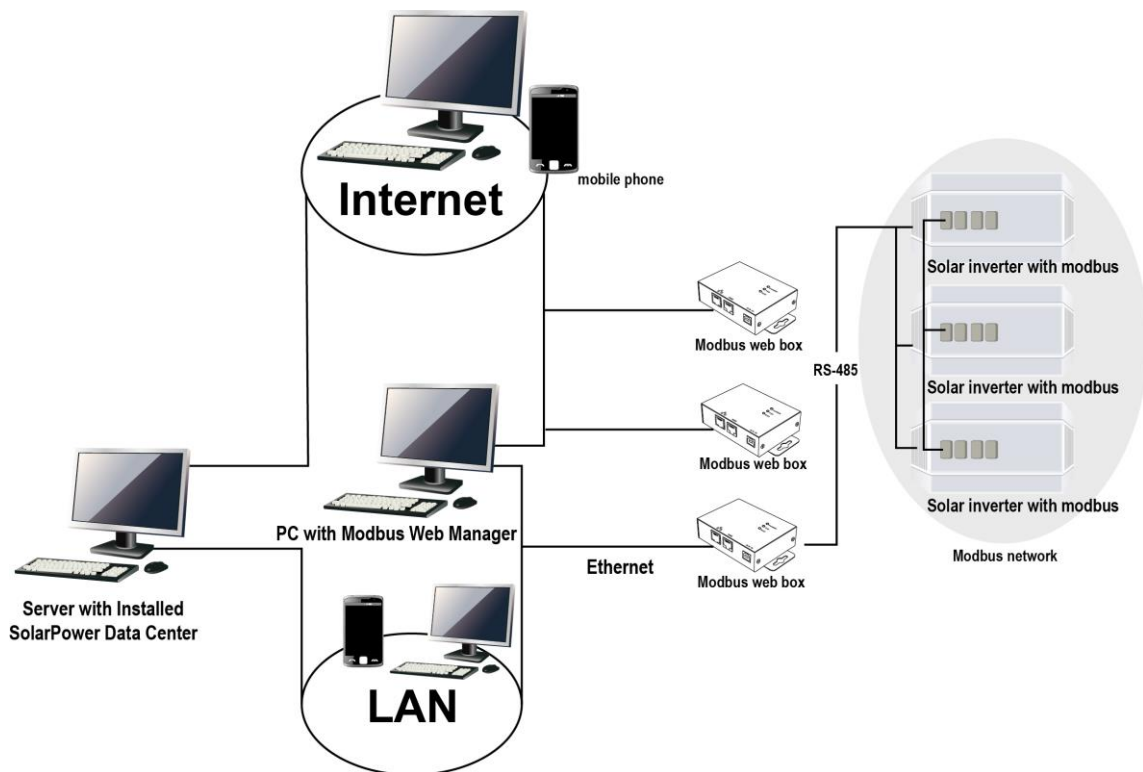 Internet
mobile phone
Solar inverter with modbus
Modbus web box
RS-485
Solar inverter with modbus
Modbus web box
Solar inverter with modbus
PC with Modbus Web Manager
Modbus network
Ethernet
Modbus web box
Server with Installed
SolarPower Data Center
LAN